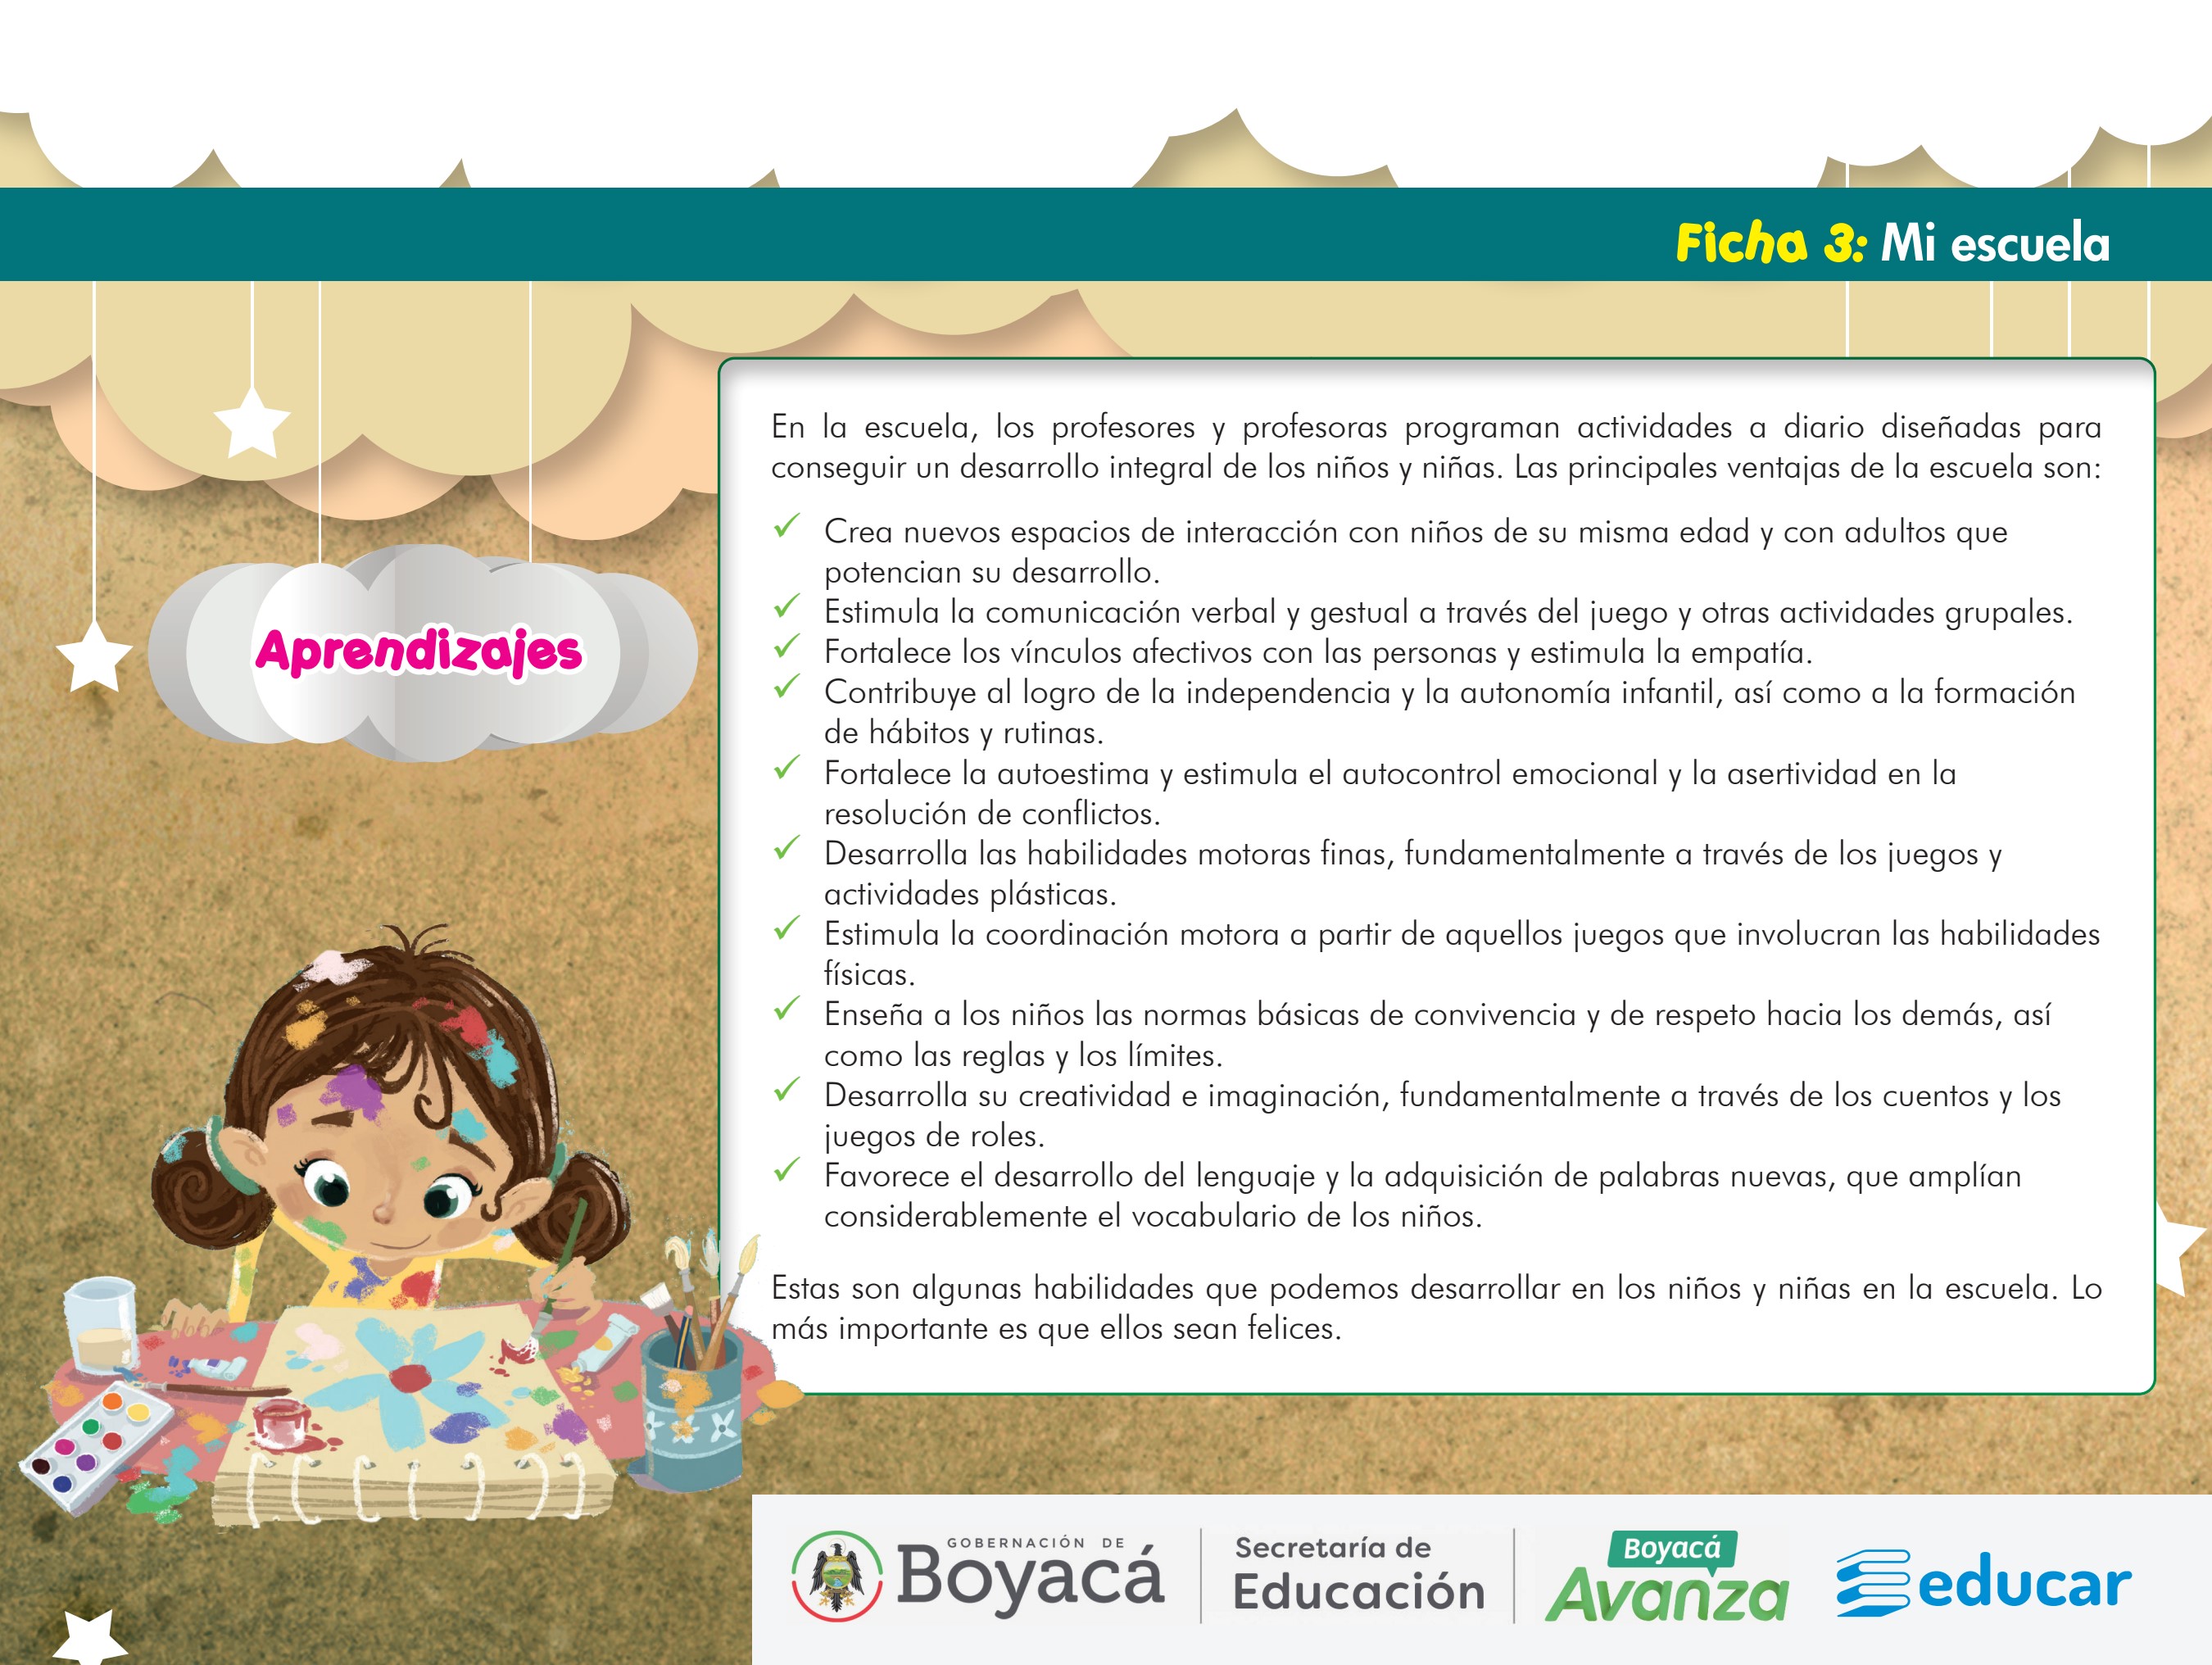 Ficha 3: Mi escuela
Aprendizajes
En la escuela, los profesores y profesoras programan actividades a diario diseñadas para
conseguir un desarrollo integral de los niños y niñas. Las principales ventajas de la escuela son:
✓ Crea nuevos espacios de interacción con niños de su misma edad y con adultos que
potencian su desarrollo.
✓ Estimula la comunicación verbal y gestual a través del juego y otras actividades grupales.
✓ Fortalece los vínculos afectivos con las personas y estimula la empatía.
✓ Contribuye al logro de la independencia y la autonomía infantil, así como a la formación
de hábitos y rutinas.
✓ Fortalece la autoestima y estimula el autocontrol emocional y la asertividad en la
resolución de conflictos.
✓ Desarrolla las habilidades motoras finas, fundamentalmente a través de los juegos y
actividades plásticas.
✓ Estimula la coordinación motora a partir de aquellos juegos que involucran las habilidades
físicas.
✓ Enseña a los niños las normas básicas de convivencia y de respeto hacia los demás, así
como las reglas y los límites.
✓ Desarrolla su creatividad e imaginación, fundamentalmente a través de los cuentos y los
juegos de roles.
✓ Favorece el desarrollo del lenguaje y la adquisición de palabras nuevas, que amplían
considerablemente el vocabulario de los niños.
Estas son algunas habilidades que podemos desarrollar en los niños y niñas en la escuela. Lo
más importante es que ellos sean felices.
GOBERNACIÓN DE
Boyacá
Secretaría de
Educación
Boyacá
Avanza
educar